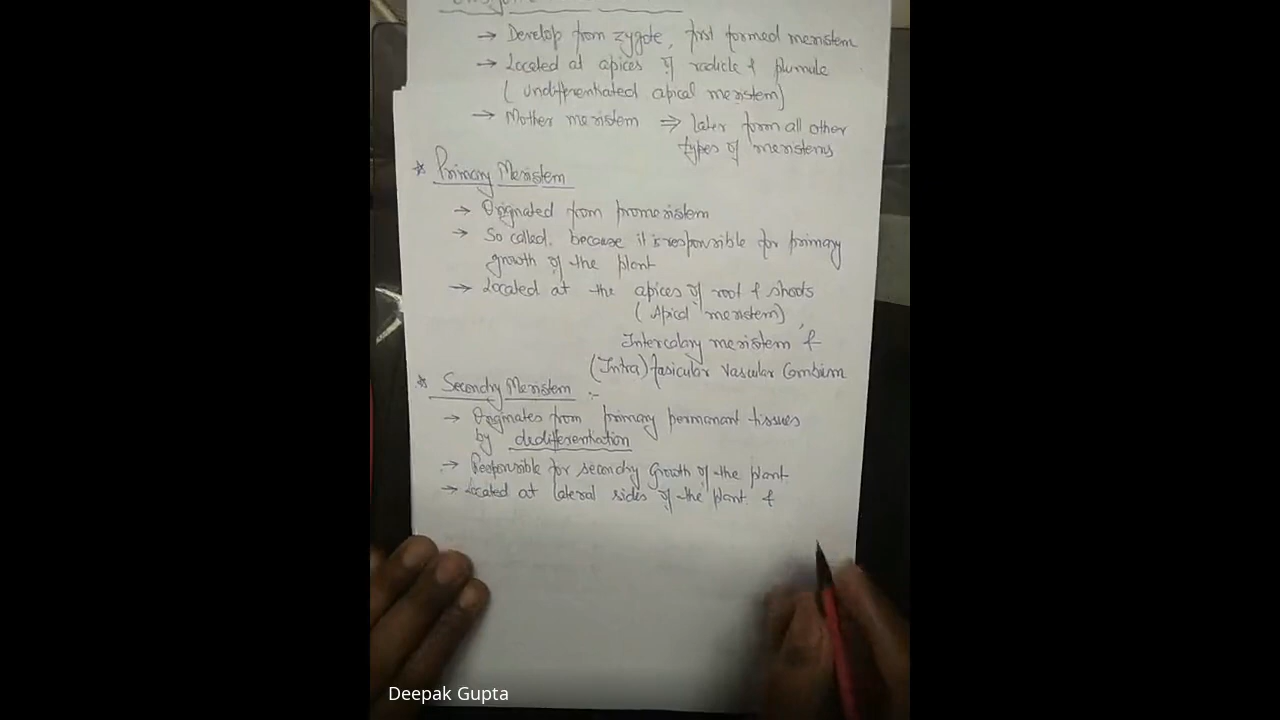 → Develop from zygote, first formed meristem
→ Located at apices of radicle & plumule
(undifferentiated apical meristem)
→ Mother meristem ⇒ later form all other
types of meristems
* Primary Meristem
→ Originated from promeristem
→ So called. because it is responsible for primary
growth of the plant
→ Located at the apices of root & shoots
(Apical meristem),
Intercalary meristem &
(Intra) fasicular vascular Cambium
* Secondry Meristem :-
→ Originates from primary permanant tissues
by dedifferentiation
→ Responsible for secondry Growth of the plant
→ Located at lateral sides of the plant &
Deepak Gupta